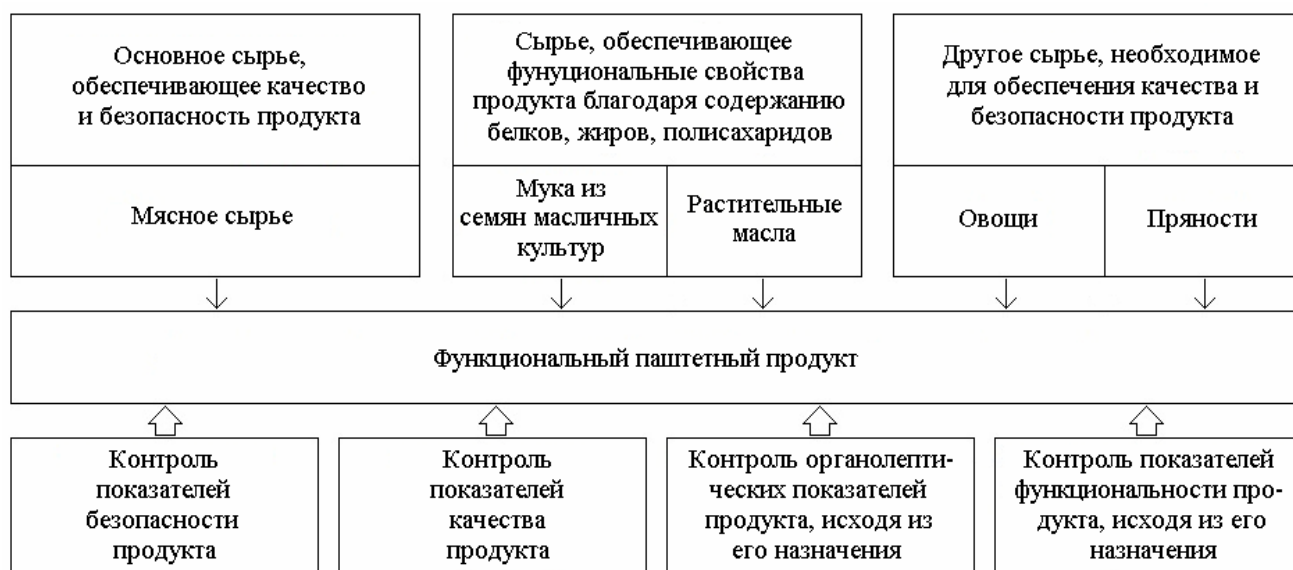 Основное сырье,
обеспечивающее качество
и безопасность продукта
Мясное сырье
Сырье, обеспечивающее
фунуциональные свойства
продукта благодаря содержанию
белков, жиров, полисахаридов
Мука из
семян масличных
культур
Растительные
масла
Другое сырье, необходимое
для обеспечения качества и
безопасности продукта
Овощи
Пряности
Функциональный паштетный продукт
Контроль
показателей
безопасности
продукта
Контроль
показателей
качества
продукта
Контроль органолепти-
ческих показателей
продукта, исходя из
его назначения
Контроль показателей
функциональности про-
дукта, исходя из его
назначения